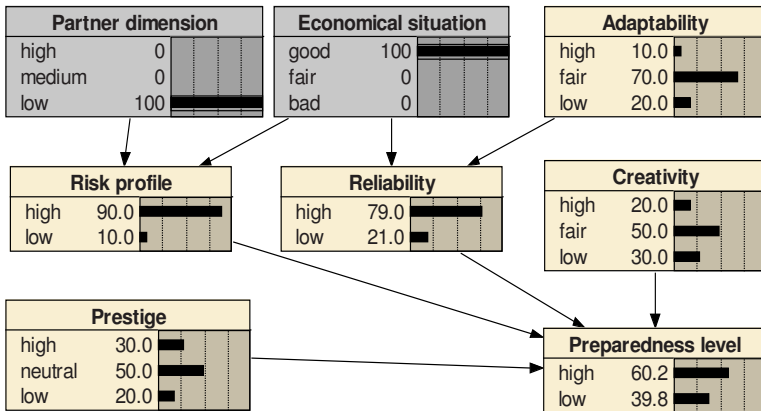 Partner dimension
high 0
medium 0
low 100
Economical situation
good 100
fair 0
bad 0
Adaptability
high 10.0
fair 70.0
low 20.0
Risk profile
high 90.0
low 10.0
Reliability
high 79.0
low 21.0
Creativity
high 20.0
fair 50.0
low 30.0
Prestige
high 30.0
neutral 50.0
low 20.0
Preparedness level
high 60.2
low 39.8